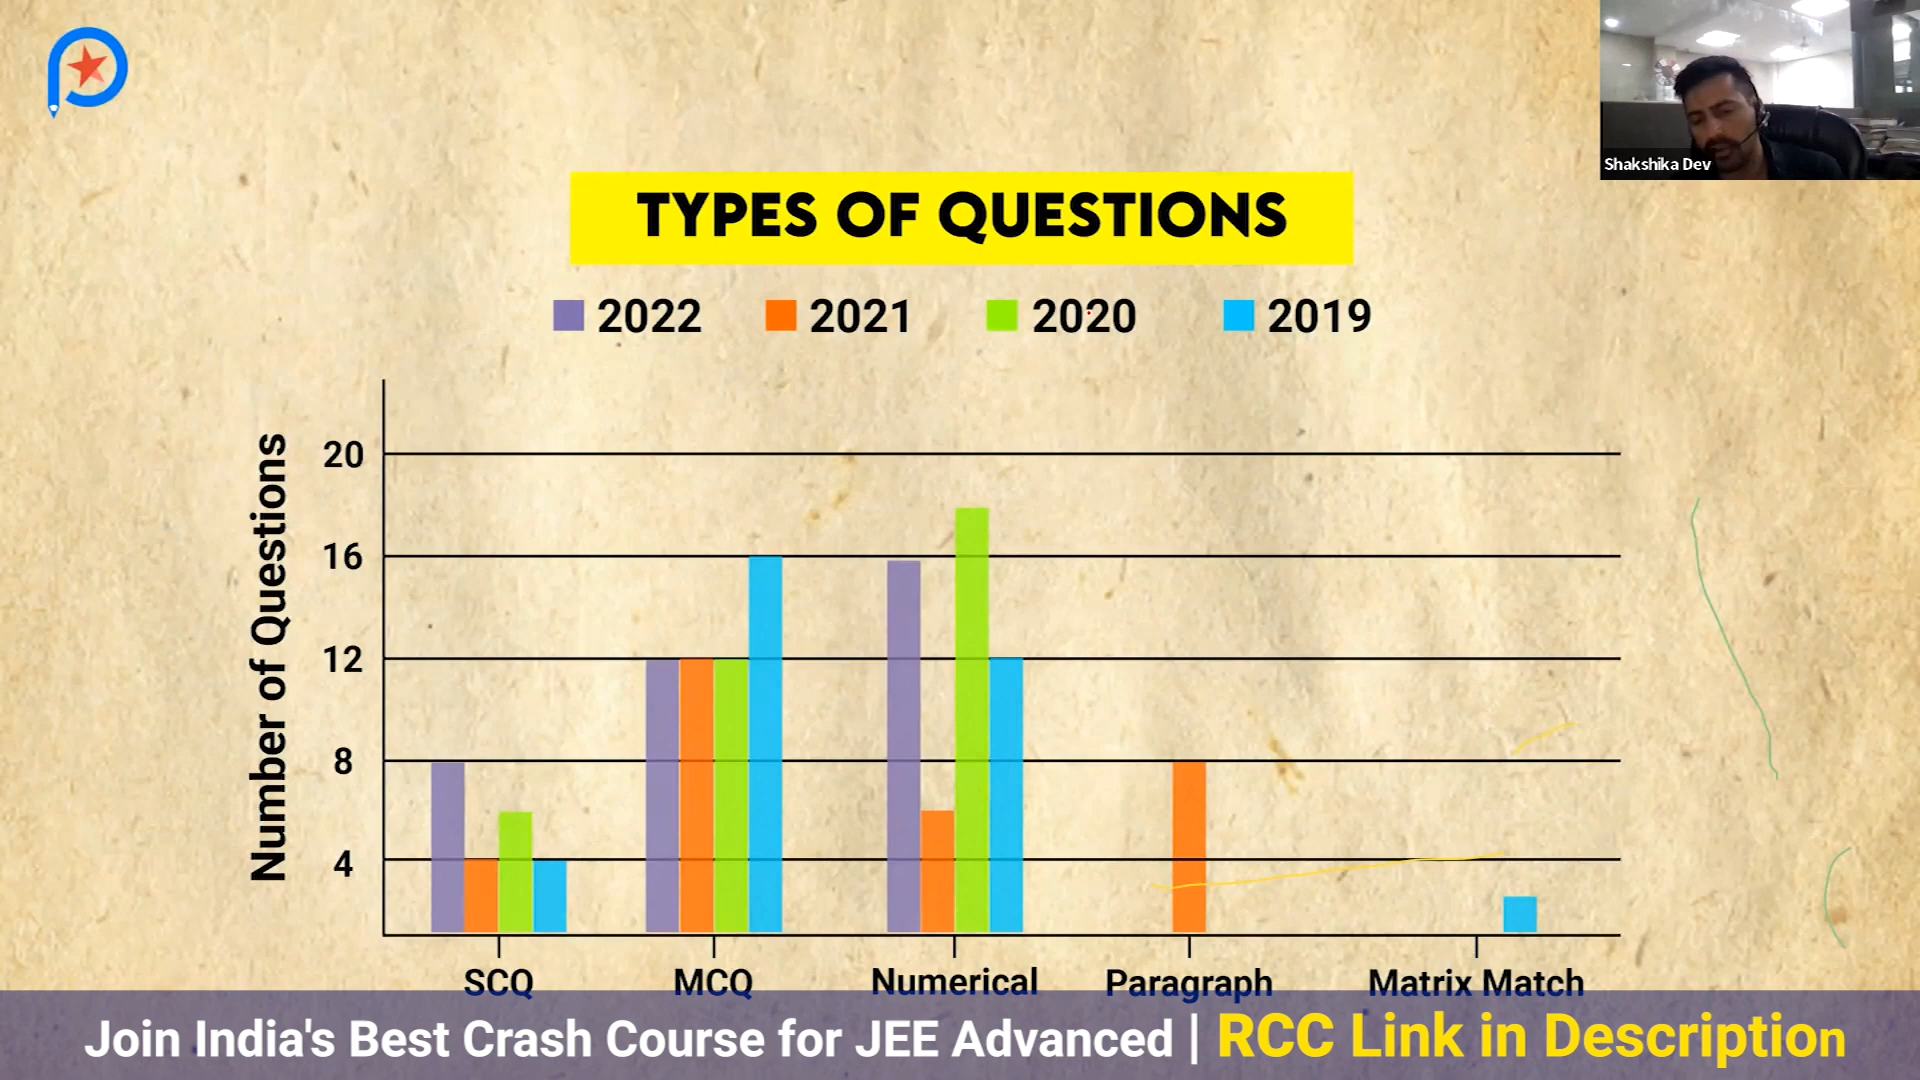 Shakshika Dev
TYPES OF QUESTIONS
2022 2021 2020 2019
Number of Questions
20
16
12
8
4
SCQ MCQ Numerical Paragraph Matrix Match
Join India's Best Crash Course for JEE Advanced | RCC Link in Description